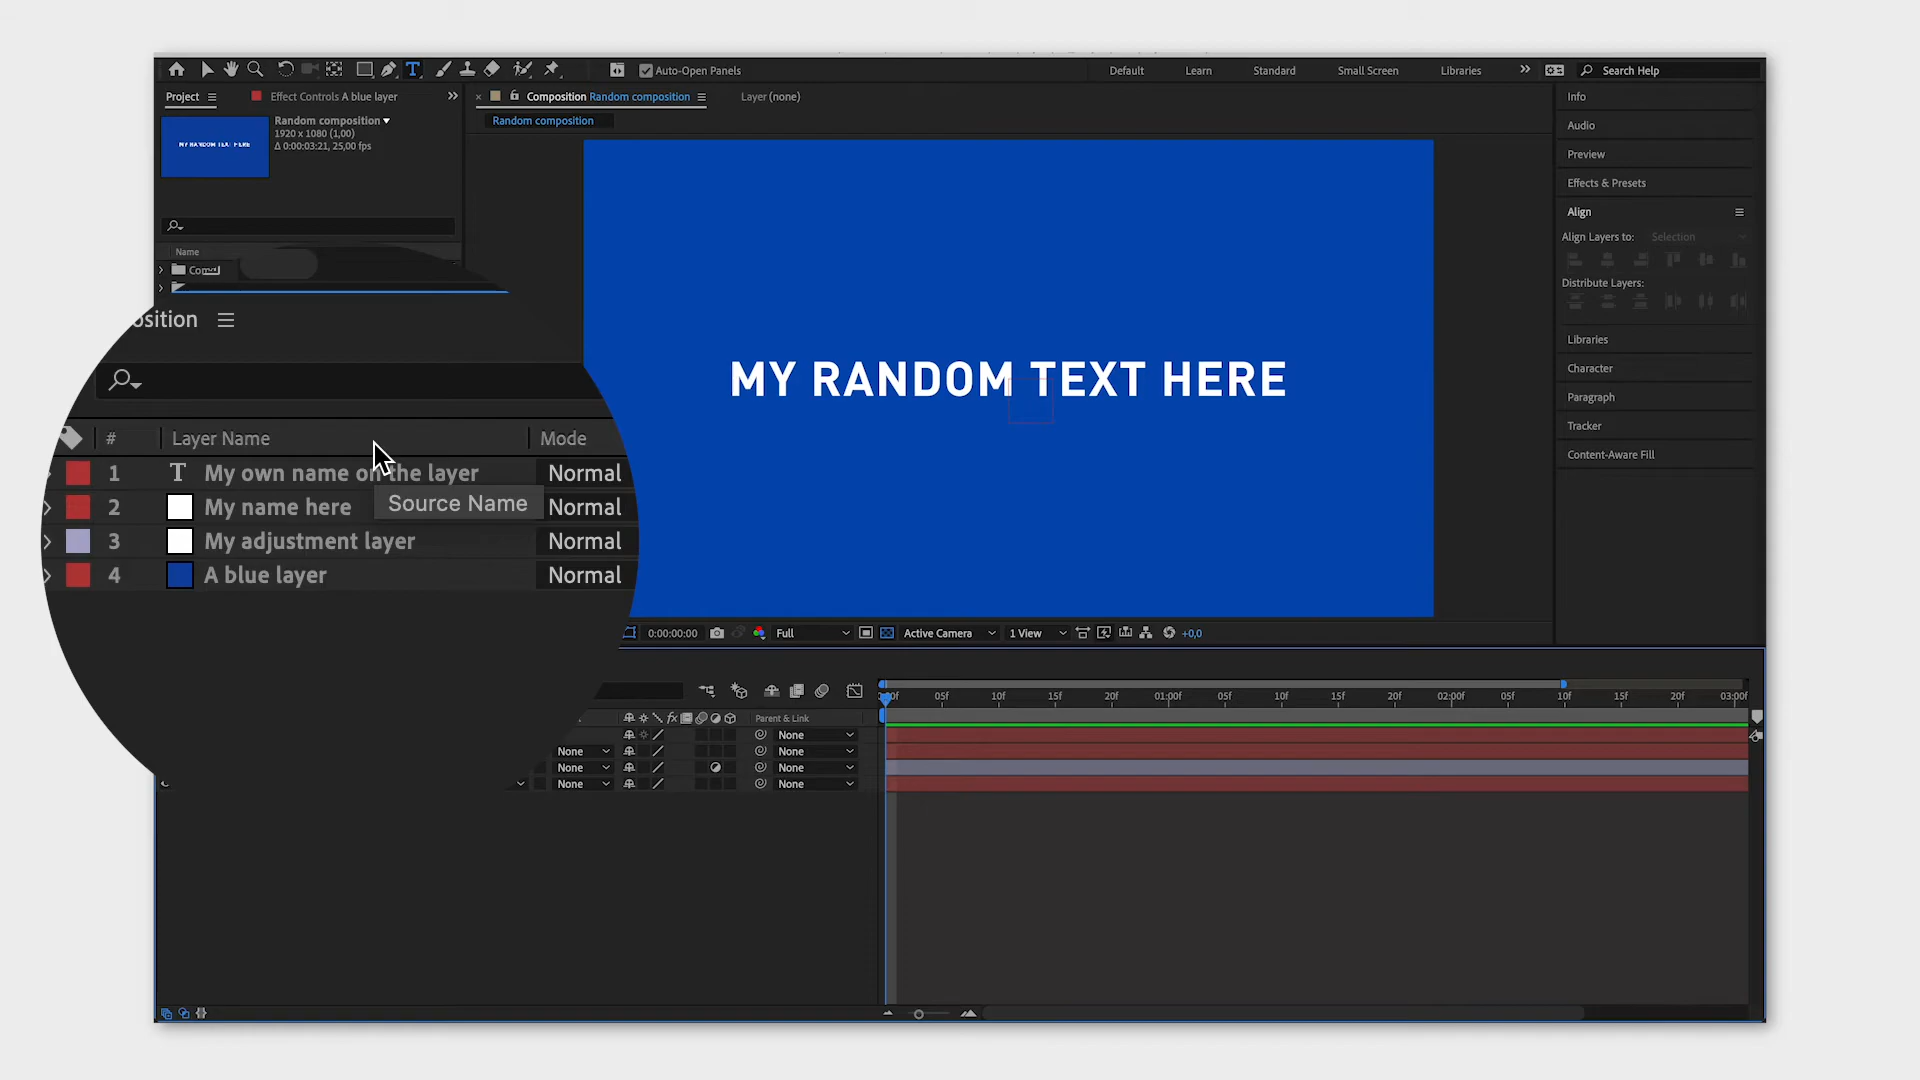 Auto-Open Panels
Default
Learn
Standard
Small Screen
Libraries
Search Help
Project
Effect Controls A blue layer
Composition Random composition
Layer (none)
Random composition
Random composition
1920 x 1080 (1,00)
Δ 0:00:03:21, 25,00 fps
MY RANDOM TEXT HERE
Name
Info
Audio
Preview
Effects & Presets
Align
Align Layers to:
Selection
Distribute Layers:
Libraries
Character
Paragraph
Tracker
Content-Aware Fill
MY RANDOM TEXT HERE
osition
# Layer Name Mode
1 T My own name on the layer Normal
2 My name here Normal
Source Name
3 My adjustment layer Normal
4 A blue layer Normal
0:00:00:00
Full
Active Camera
1 View
+0,0
05f 10f 15f 20f 01:00f 05f 10f 15f 20f 02:00f 05f 10f 15f 20f 03:00f
fx
Parent & Link
None
None None
None None
None None